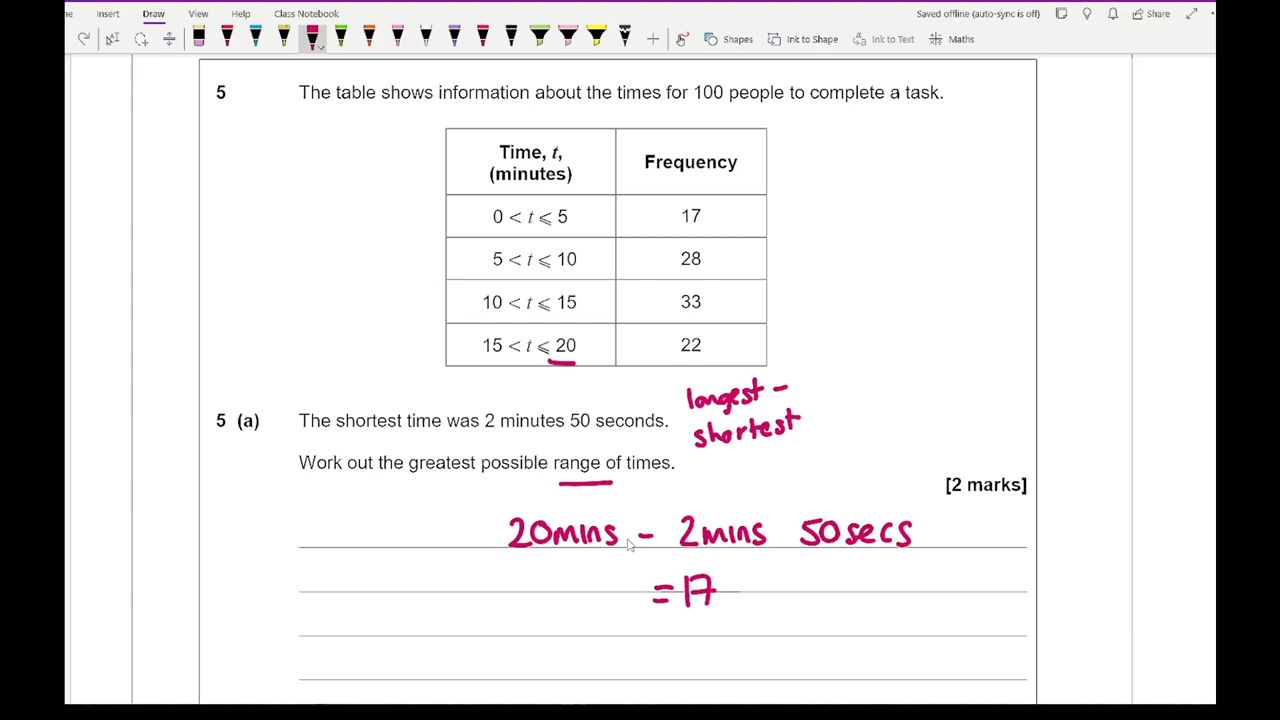 Insert Draw View Help Class Notebook Saved offline (auto-sync is off) Share
Shapes Ink to Shape Ink to Text Maths
5 The table shows information about the times for 100 people to complete a task.
Time, t, (minutes) Frequency
0 < t ⩽ 5 17
5 < t ⩽ 10 28
10 < t ⩽ 15 33
15 < t ⩽ 20 22
longest -
5 (a) The shortest time was 2 minutes 50 seconds.
shortest
Work out the greatest possible range of times.
[2 marks]
20mins - 2mins 50secs
= 17